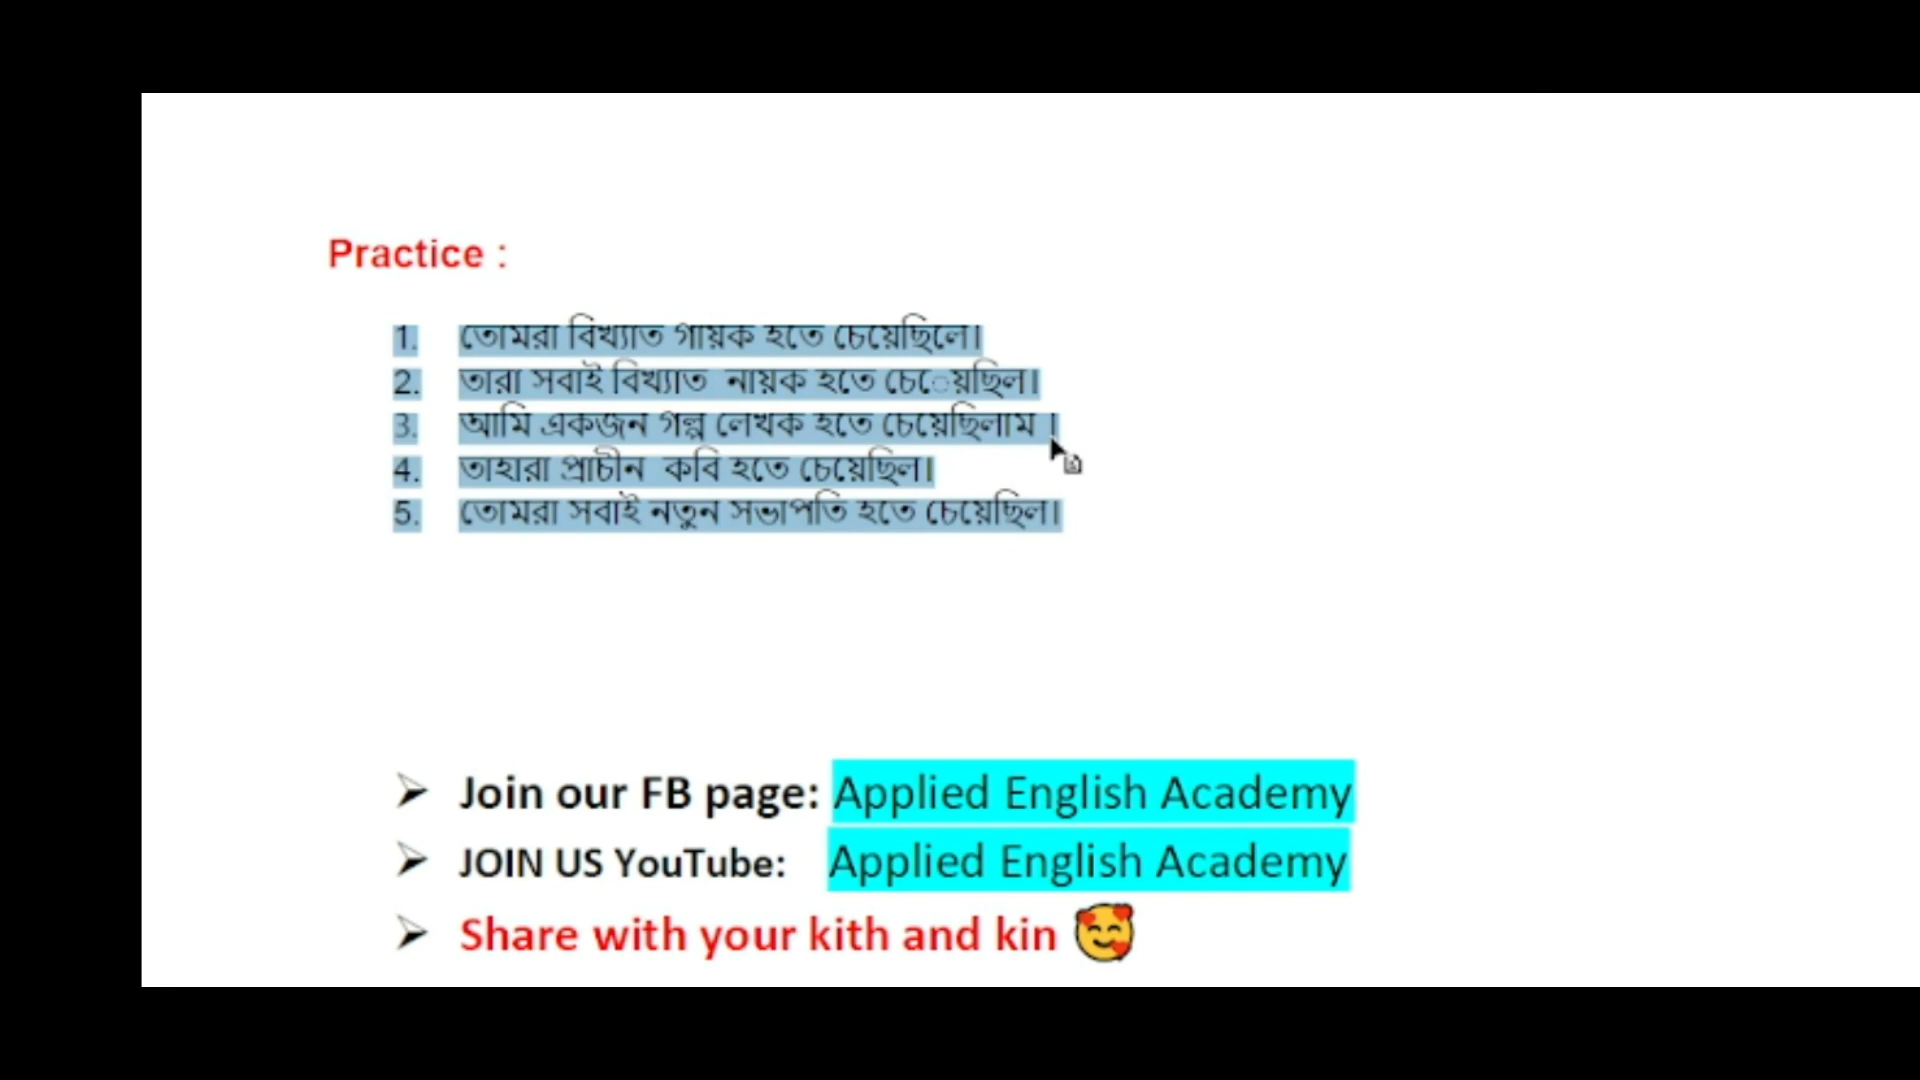 Practice :
1. তোমরা বিখ্যাত গায়ক হতে চেয়েছিলে।
2. তারা সবাই বিখ্যাত নায়ক হতে চেেয়ছিল।
3. আমি একজন গল্প লেখক হতে চেয়েছিলাম ।
4. তাহারা প্রাচীন কবি হতে চেয়েছিল।
5. তোমরা সবাই নতুন সভাপতি হতে চেয়েছিল।
➢ Join our FB page: Applied English Academy
➢ JOIN US YouTube: Applied English Academy
➢ Share with your kith and kin 🥰